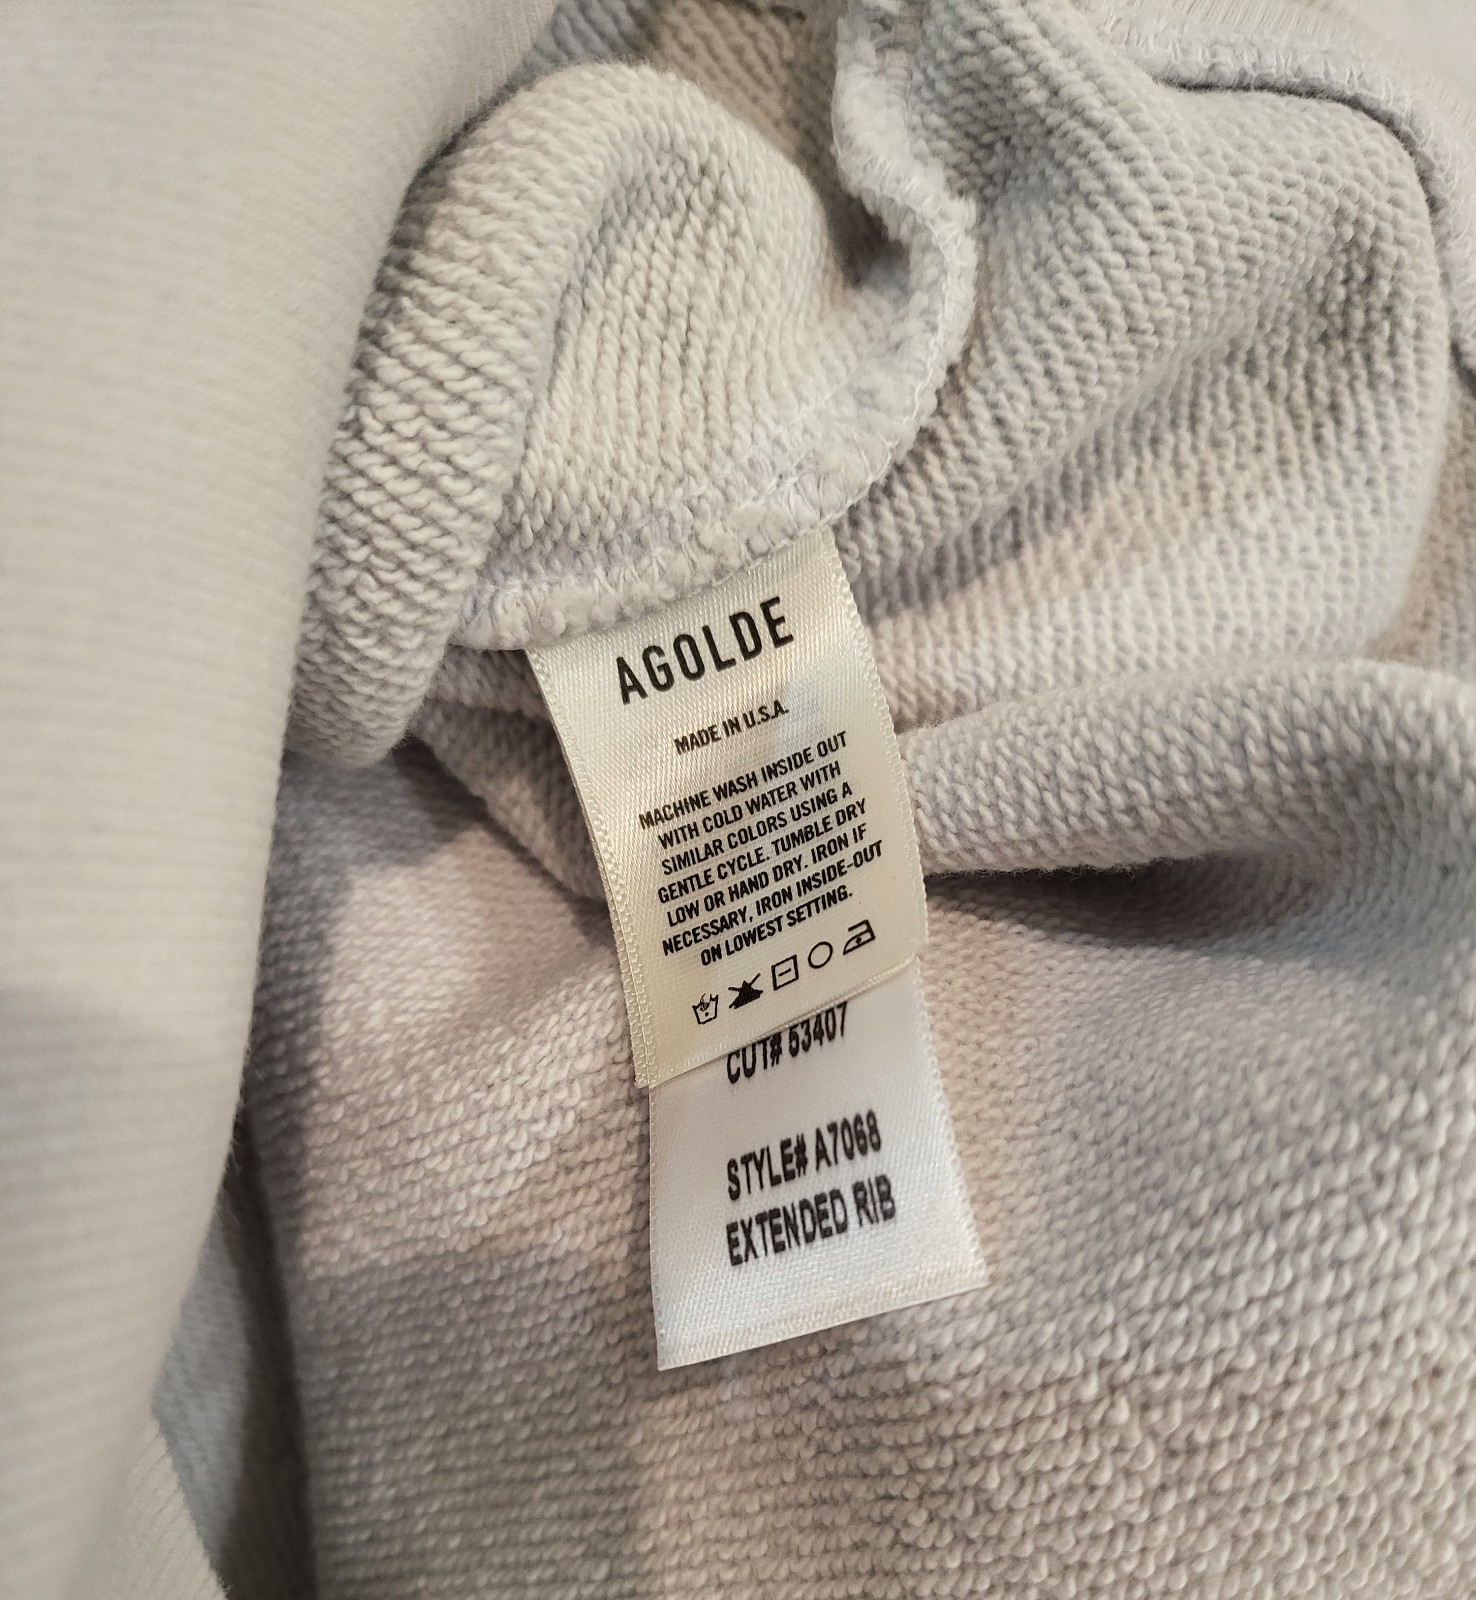 AGOLDE
MADE IN U.S.A.
MACHINE WASH INSIDE OUT
WITH COLD WATER WITH
SIMILAR COLORS USING A
GENTLE CYCLE. TUMBLE DRY
LOW OR HAND DRY. IRON IF
NECESSARY, IRON INSIDE-OUT
ON LOWEST SETTING.
CUT# 53407
STYLE# A7068
EXTENDED RIB